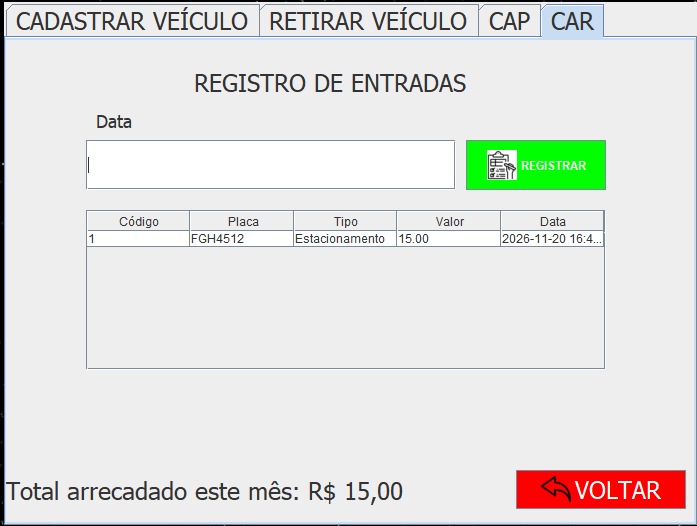 CADASTRAR VEÍCULO RETIRAR VEÍCULO CAP CAR
REGISTRO DE ENTRADAS
Data
REGISTRAR
Código Placa Tipo Valor Data
1 FGH4512 Estacionamento 15.00 2026-11-20 16:4...
Total arrecadado este mês: R$ 15,00
VOLTAR